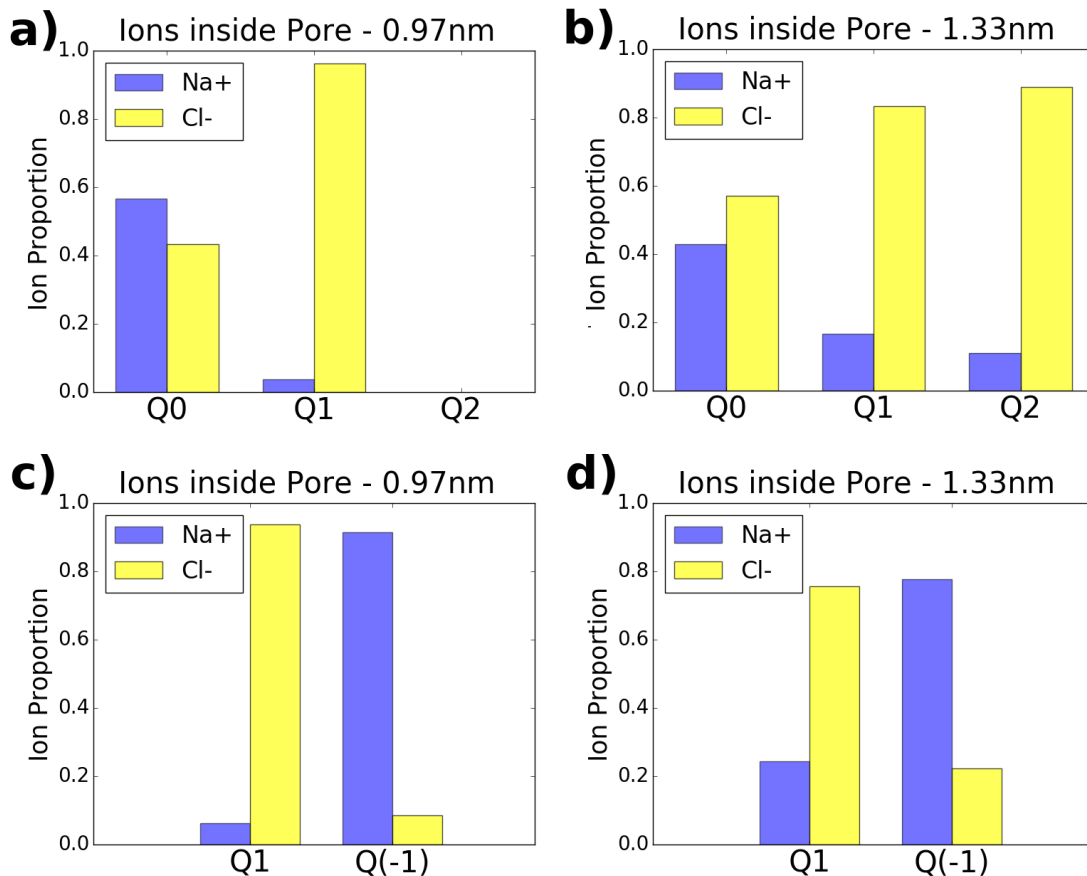 a)
Ions inside Pore - 0.97nm
1.0
0.8
0.6
0.4
0.2
0.0
Ion Proportion
Na+
Cl-
Q0 Q1 Q2
b)
Ions inside Pore - 1.33nm
1.0
0.8
0.6
0.4
0.2
0.0
Ion Proportion
Na+
Cl-
Q0 Q1 Q2
c)
Ions inside Pore - 0.97nm
1.0
0.8
0.6
0.4
0.2
0.0
Ion Proportion
Na+
Cl-
Q1 Q(-1)
d)
Ions inside Pore - 1.33nm
1.0
0.8
0.6
0.4
0.2
0.0
Ion Proportion
Na+
Cl-
Q1 Q(-1)